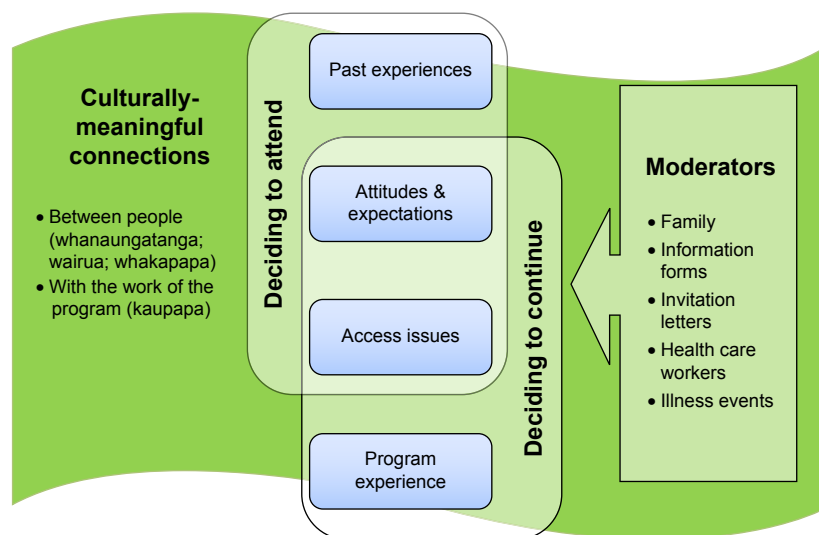 Culturally-
meaningful
connections
• Between people
(whanaungatanga;
wairua; whakapapa)
• With the work of the
program (kaupapa)
Deciding to attend
Past experiences
Attitudes &
expectations
Access issues
Program
experience
Deciding to continue
Moderators
• Family
• Information
forms
• Invitation
letters
• Health care
workers
• Illness events